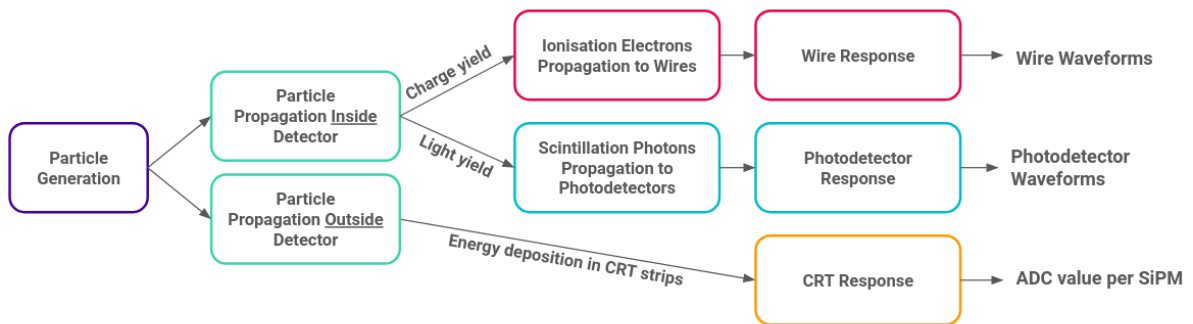 Particle
Generation
Particle
Propagation Inside
Detector
Particle
Propagation Outside
Detector
Charge yield
Light yield
Energy deposition in CRT strips
Ionisation Electrons
Propagation to Wires
Wire Response
Wire Waveforms
Scintillation Photons
Propagation to
Photodetectors
Photodetector
Response
Photodetector
Waveforms
CRT Response
ADC value per SiPM